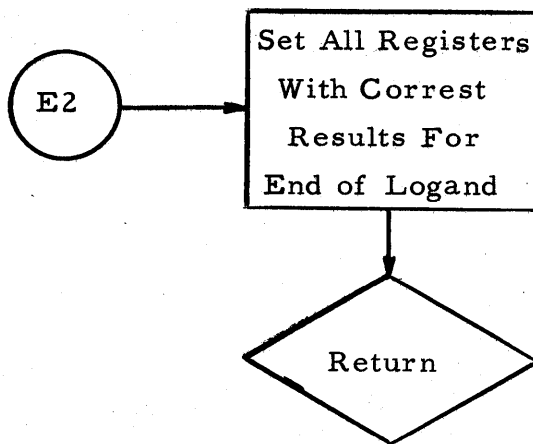 E2
Set All Registers
With Correst
Results For
End of Logand
Return